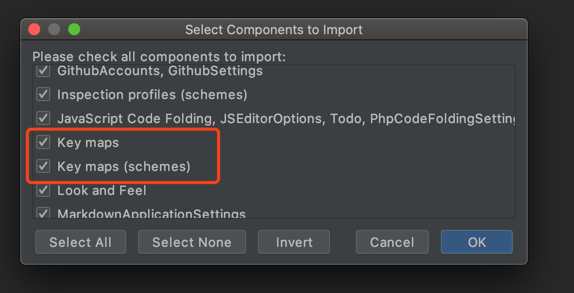 Select Components to Import
Please check all components to import:
GithubAccounts, GithubSettings
Inspection profiles (schemes)
JavaScript Code Folding, JSEditorOptions, Todo, PhpCodeFoldingSetting
Key maps
Key maps (schemes)
Look and Feel
MarkdownApplicationSettings
Select All
Select None
Invert
Cancel
OK